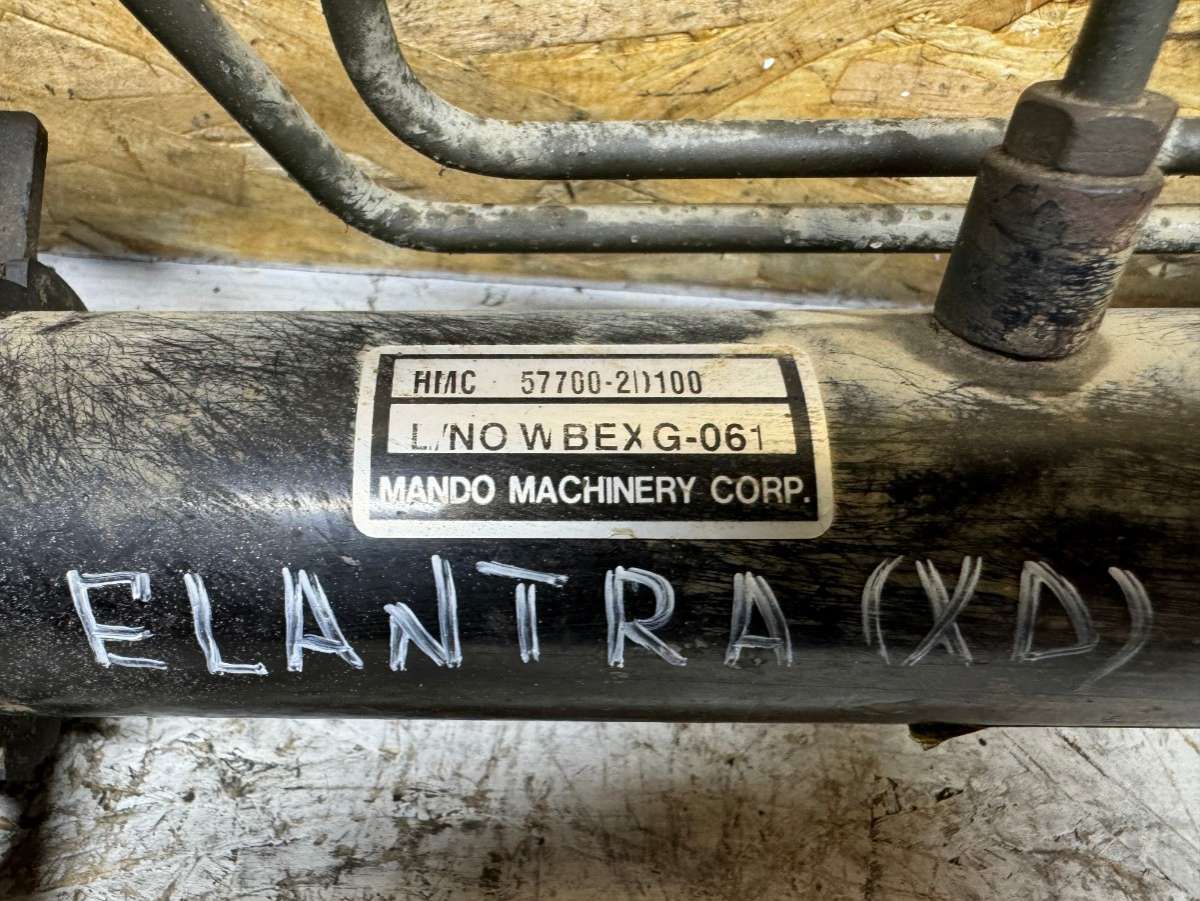 HMC 57700-2D100
L/NO WBEXG-061
MANDO MACHINERY CORP.
ELANTRA (XD)